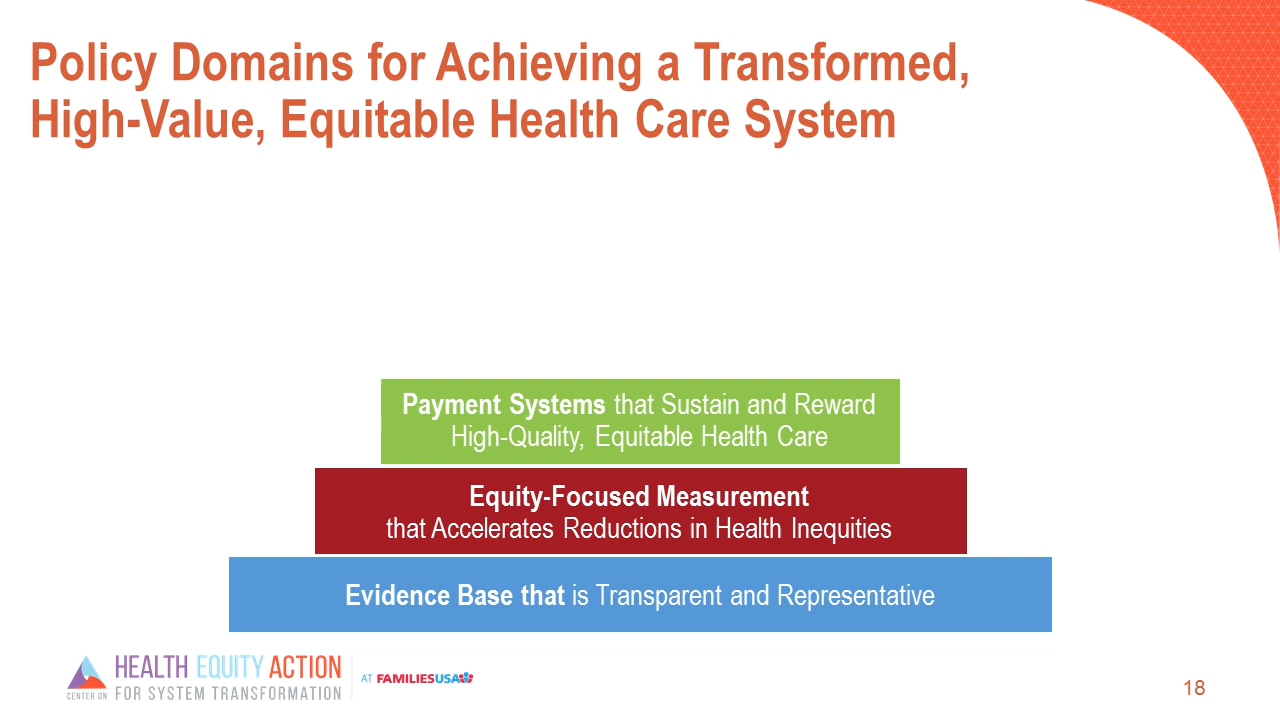 Policy Domains for Achieving a Transformed,
High-Value, Equitable Health Care System
Payment Systems that Sustain and Reward
High-Quality, Equitable Health Care
Equity-Focused Measurement
that Accelerates Reductions in Health Inequities
Evidence Base that is Transparent and Representative
HEALTH EQUITY ACTION
CENTER ON FOR SYSTEM TRANSFORMATION
AT FAMILIESUSA
18